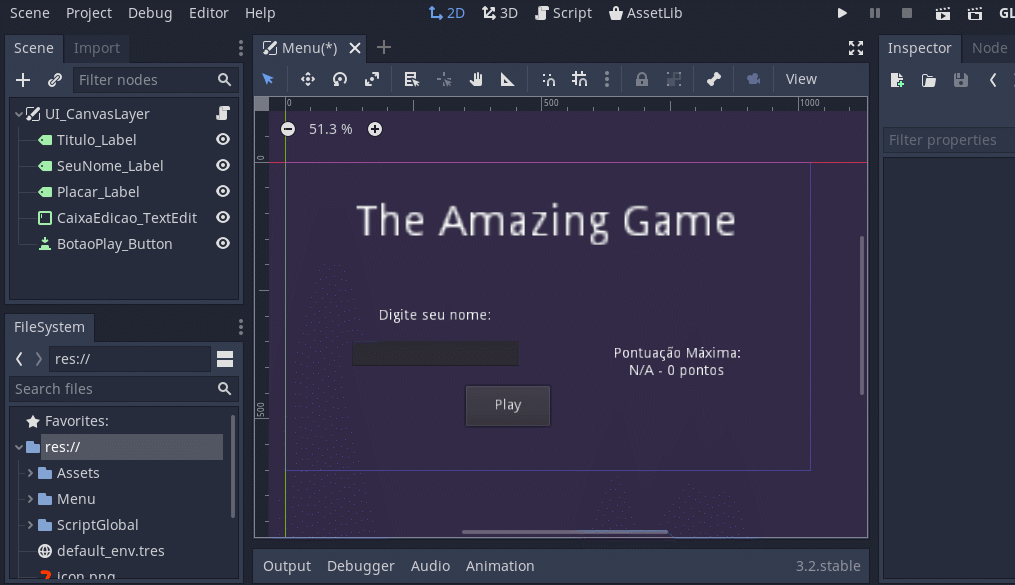 Scene Project Debug Editor Help 2D 3D Script AssetLib GL
Scene Import
Menu(*)
Inspector Node
Filter nodes
View
UI_CanvasLayer
Titulo_Label
SeuNome_Label
Placar_Label
CaixaEdicao_TextEdit
BotaoPlay_Button
0 500 1000
51.3 %
0
500
The Amazing Game
Digite seu nome:
Pontuação Máxima:
N/A - 0 pontos
Play
Filter properties
FileSystem
res://
Search files
Favorites:
res://
Assets
Menu
ScriptGlobal
default_env.tres
icon.png
Output Debugger Audio Animation 3.2.stable